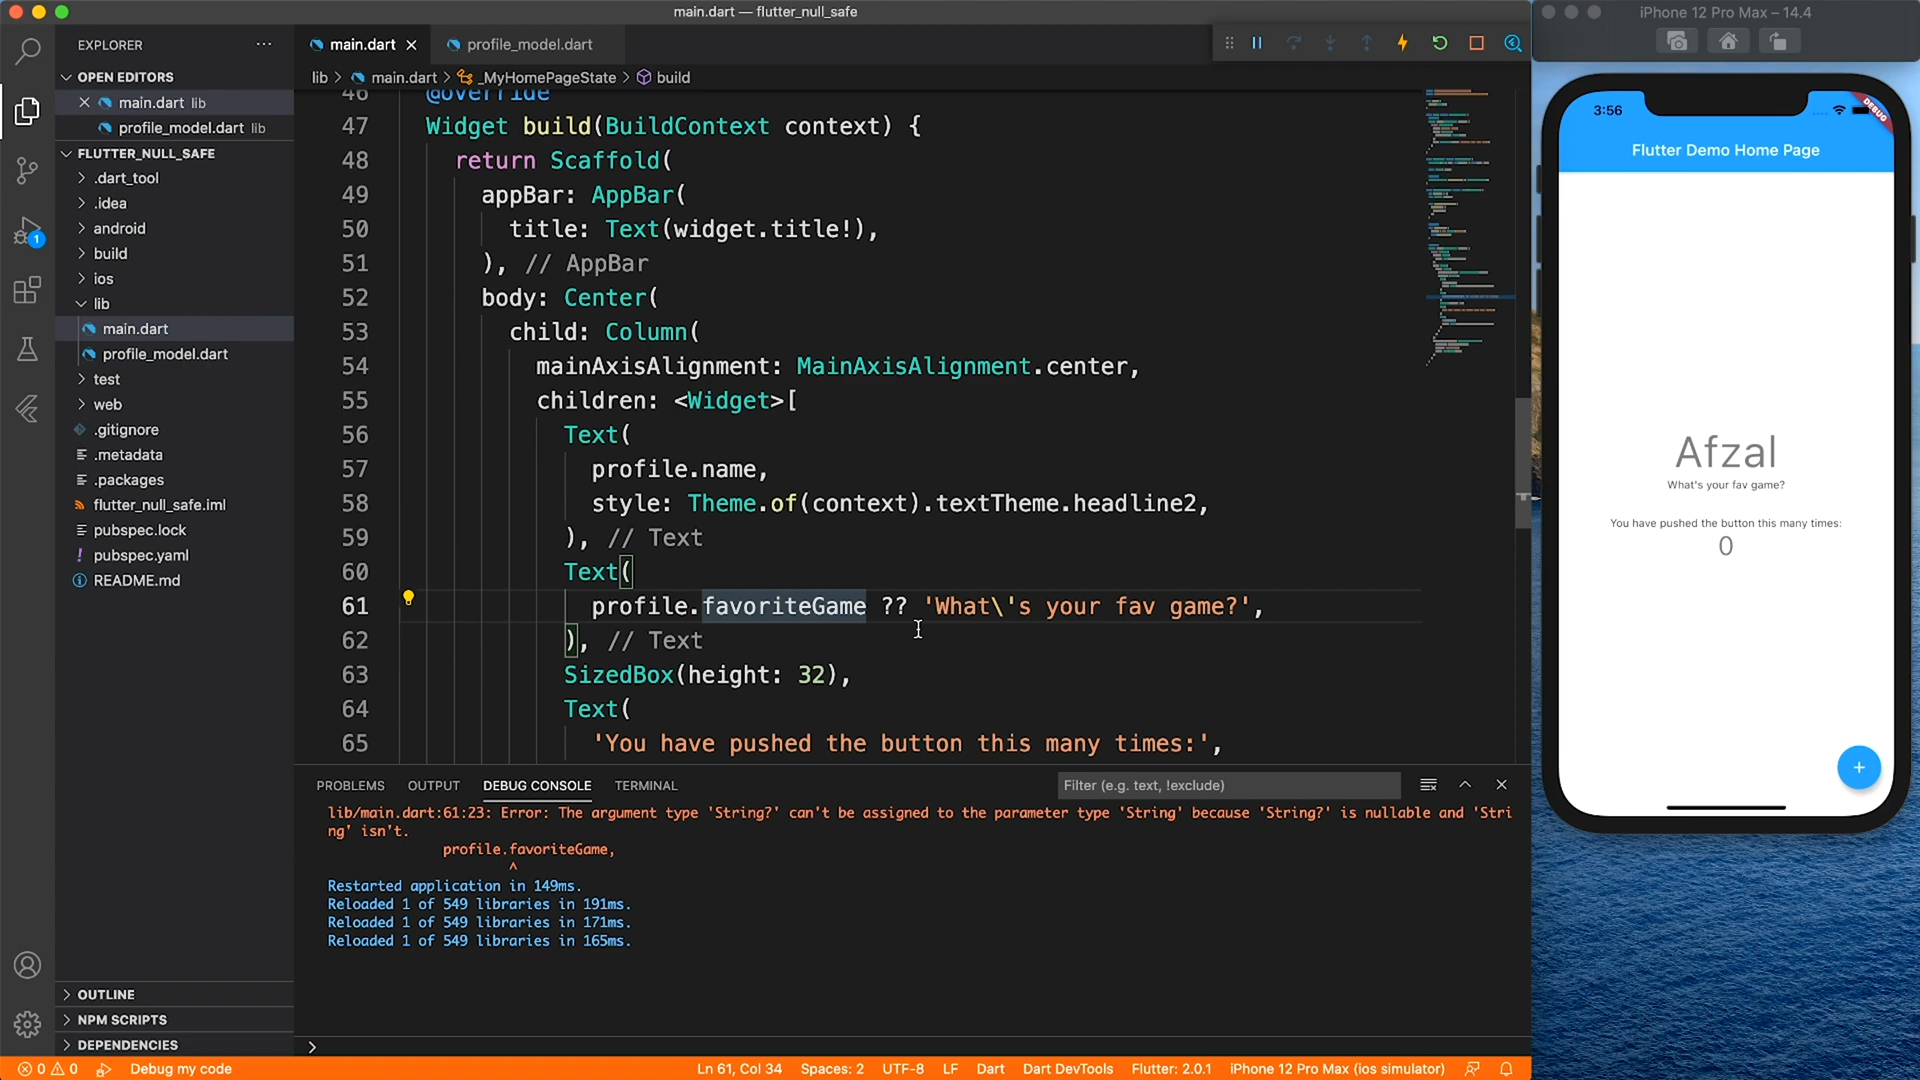 main.dart — flutter_null_safe
iPhone 12 Pro Max – 14.4
EXPLORER
main.dart
profile_model.dart
OPEN EDITORS
main.dart lib
profile_model.dart lib
FLUTTER_NULL_SAFE
.dart_tool
.idea
android
build
ios
lib
main.dart
profile_model.dart
test
web
.gitignore
.metadata
.packages
flutter_null_safe.iml
pubspec.lock
pubspec.yaml
README.md
OUTLINE
NPM SCRIPTS
DEPENDENCIES
1
lib > main.dart > _MyHomePageState > build
46 @override
47 Widget build(BuildContext context) {
48 return Scaffold(
49 appBar: AppBar(
50 title: Text(widget.title!),
51 ), // AppBar
52 body: Center(
53 child: Column(
54 mainAxisAlignment: MainAxisAlignment.center,
55 children: <Widget>[
56 Text(
57 profile.name,
58 style: Theme.of(context).textTheme.headline2,
59 ), // Text
60 Text(
61 profile.favoriteGame ?? 'What\'s your fav game?',
62 ), // Text
63 SizedBox(height: 32),
64 Text(
65 'You have pushed the button this many times:',
PROBLEMS OUTPUT DEBUG CONSOLE TERMINAL
Filter (e.g. text, !exclude)
lib/main.dart:61:23: Error: The argument type 'String?' can't be assigned to the parameter type 'String' because 'String?' is nullable and 'Stri
ng' isn't.
profile.favoriteGame,
^
Restarted application in 149ms.
Reloaded 1 of 549 libraries in 191ms.
Reloaded 1 of 549 libraries in 171ms.
Reloaded 1 of 549 libraries in 165ms.
>
0 0 Debug my code
Ln 61, Col 34 Spaces: 2 UTF-8 LF Dart Dart DevTools Flutter: 2.0.1 iPhone 12 Pro Max (ios simulator)
3:56
DEBUG
Flutter Demo Home Page
Afzal
What's your fav game?
You have pushed the button this many times:
0
+